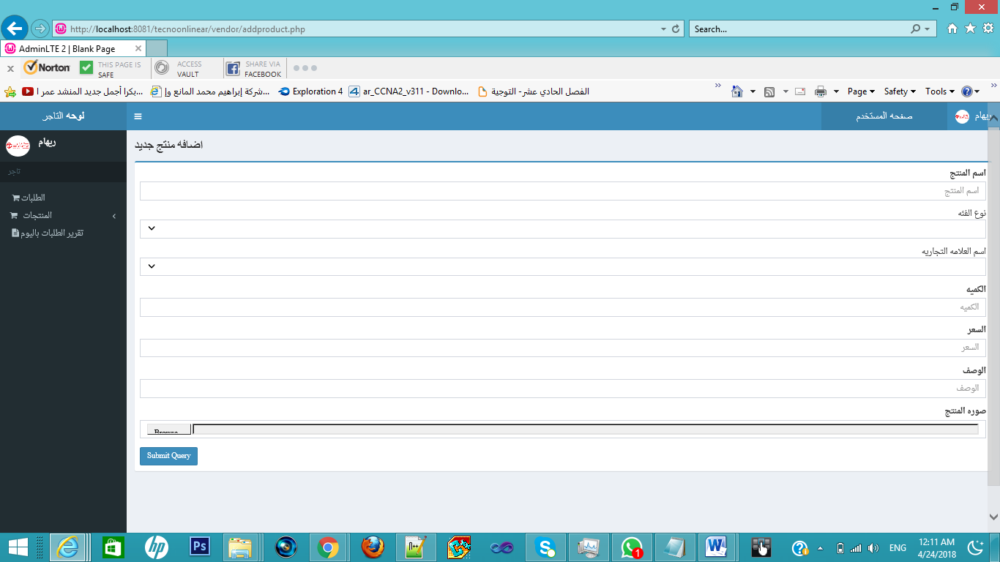 http://localhost:8081/tecnoonlinear/vendor/addproduct.php
Search...
AdminLTE 2 | Blank Page
Norton
THIS PAGE IS SAFE
ACCESS VAULT
SHARE VIA FACEBOOK
بكرا أجمل جديد المنشد عمر ا...
شركة إبراهيم محمد المانع وإ...
Exploration 4
ar_CCNA2_v311 - Downlo...
الفصل الحادي عشر- التوجية
Page
Safety
Tools
لوحه التاجر
صفحه المستخدم
ريهام
ريهام
تاجر
الطلبات
المنتجات
تقرير الطلبات باليوم
اضافه منتج جديد
اسم المنتج
اسم المنتج
نوع الفئه
اسم العلامه التجاريه
الكميه
الكميه
السعر
السعر
الوصف
الوصف
صوره المنتج
Browse...
Submit Query
hp
Ps
N++
1
ENG
12:11 AM
4/24/2018